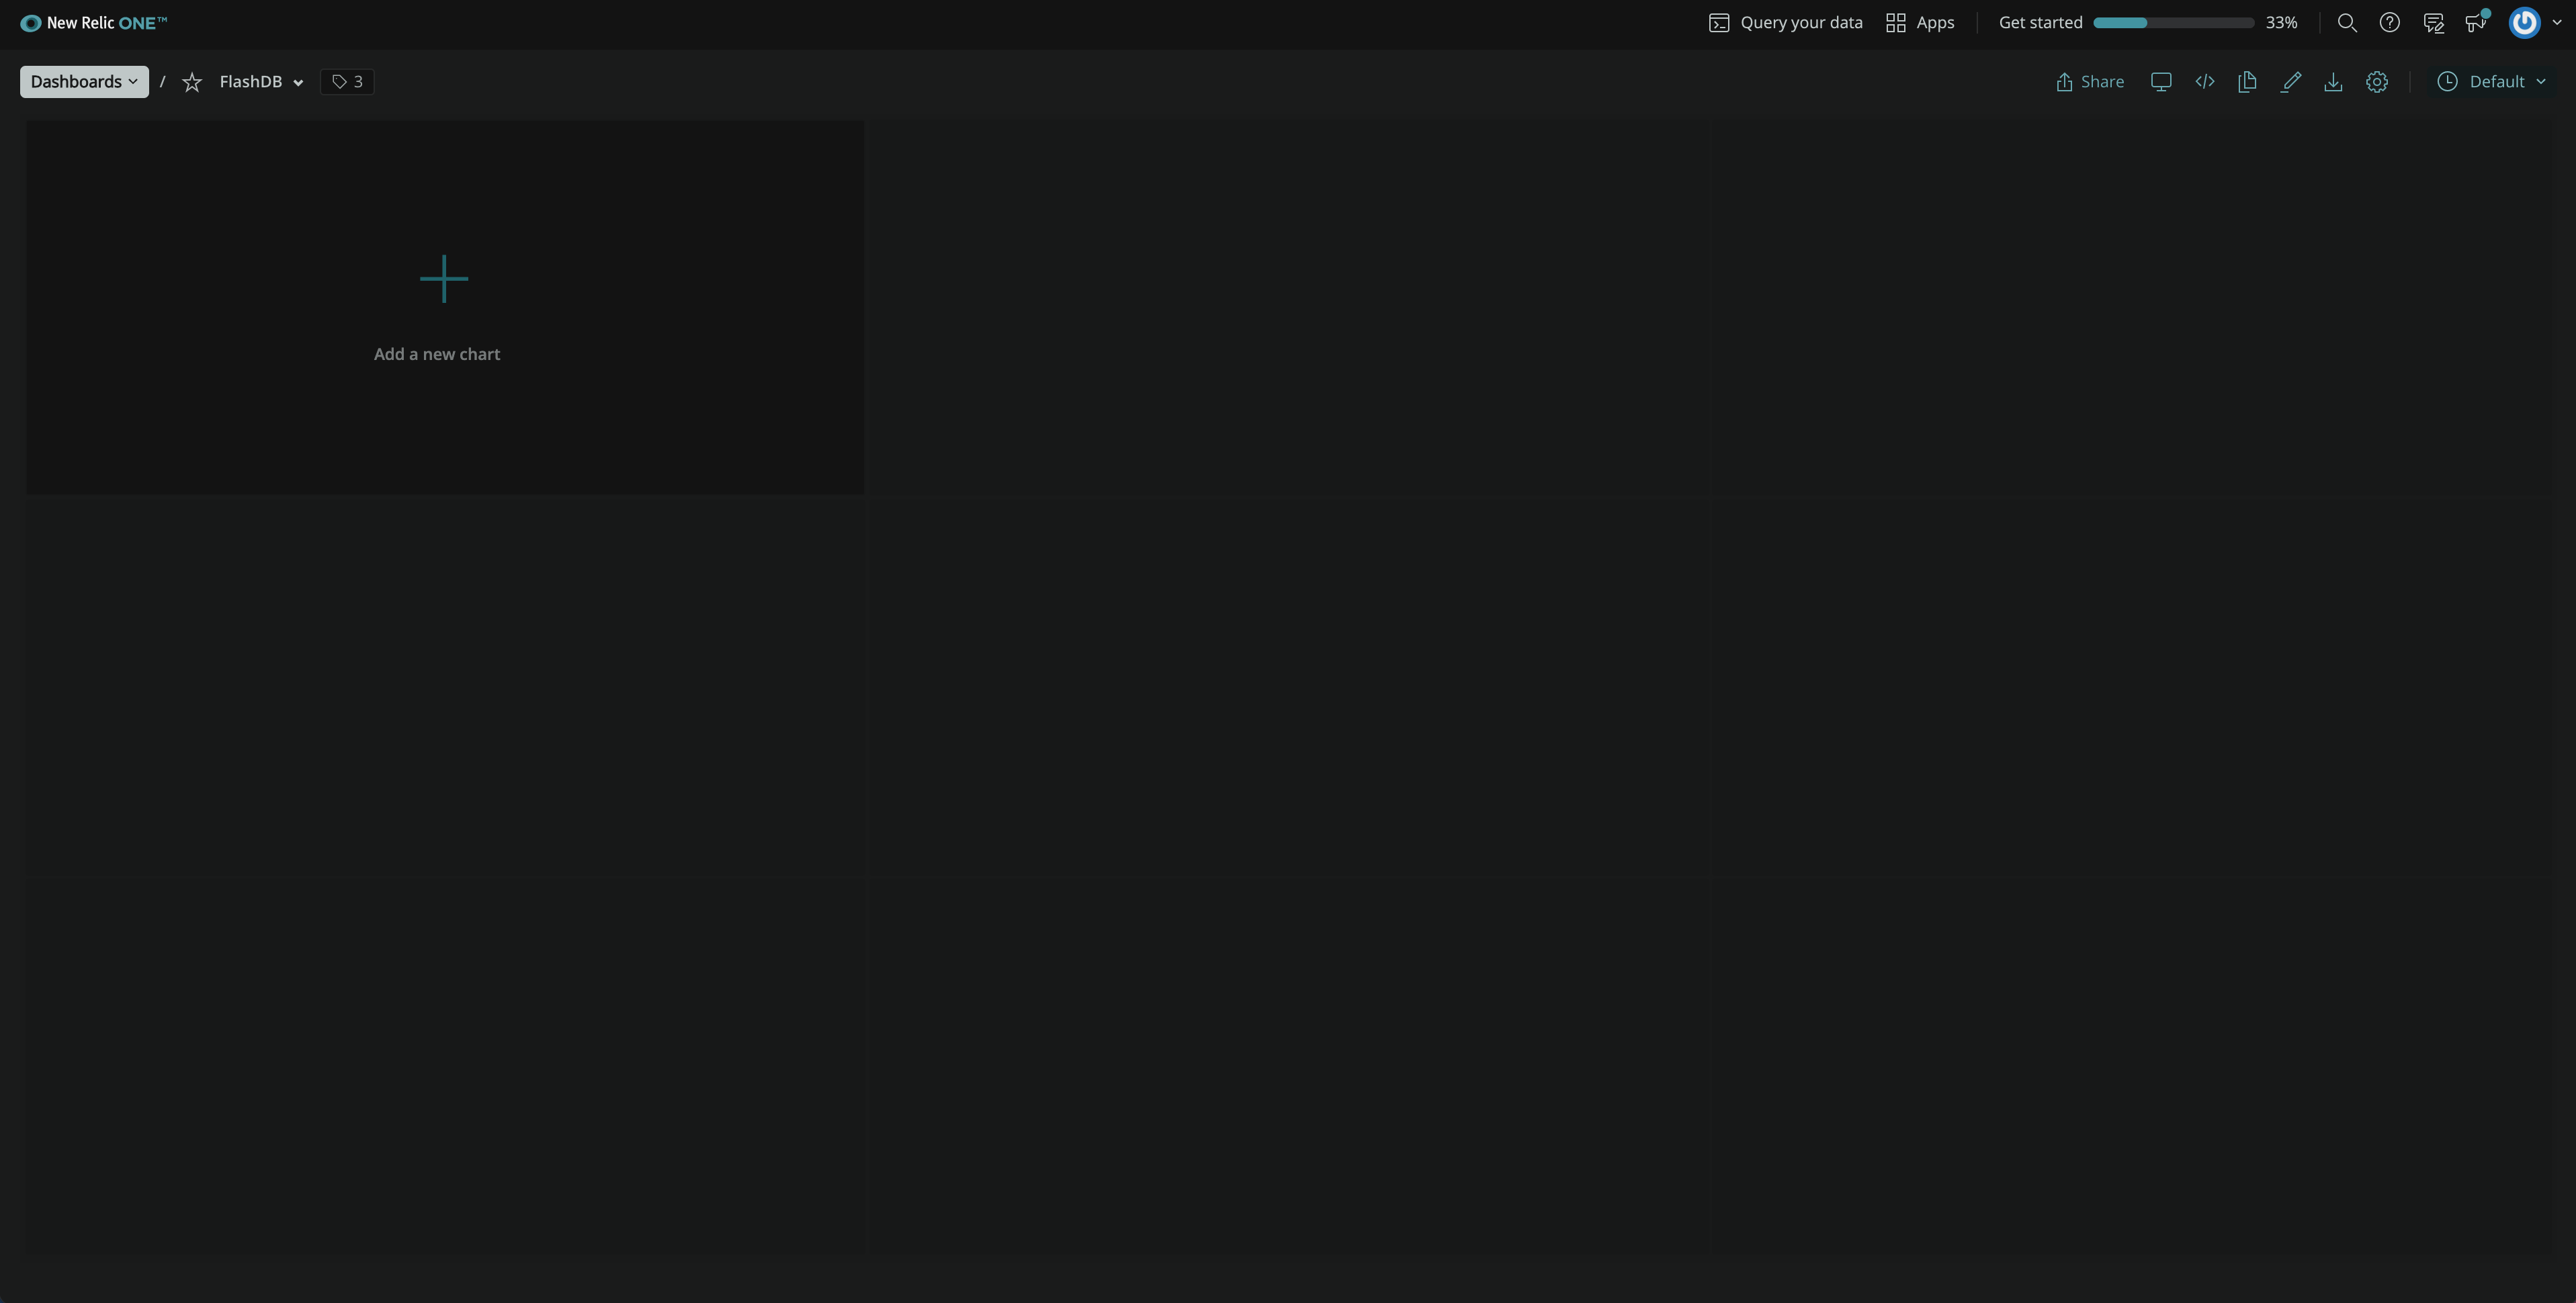 New Relic ONE™ Query your data Apps Get started 33%
Dashboards / FlashDB 3 Share Default
Add a new chart